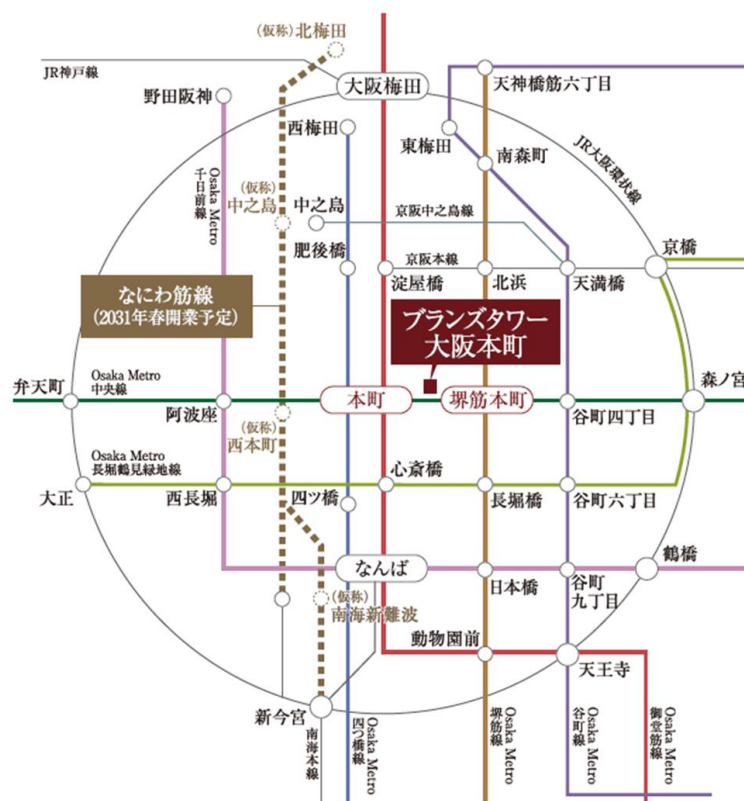 (仮称)北梅田
JR神戸線
大阪梅田
天神橋筋六丁目
野田阪神
西梅田
東梅田
南森町
JR大阪環状線
Osaka Metro
千日前線
(仮称)
中之島
中之島
京阪中之島線
肥後橋
京阪本線
京橋
淀屋橋
北浜
天満橋
なにわ筋線
(2031年春開業予定)
ブランズタワー
大阪本町
弁天町
Osaka Metro
中央線
阿波座
本町
堺筋本町
谷町四丁目
森ノ宮
(仮称)
西本町
Osaka Metro
長堀鶴見緑地線
心斎橋
大正
西長堀
四ツ橋
長堀橋
谷町六丁目
なんば
鶴橋
日本橋
谷町
九丁目
(仮称)
南海新難波
動物園前
天王寺
新今宮
南海本線
Osaka Metro
四つ橋線
Osaka Metro
堺筋線
Osaka Metro
谷町線
Osaka Metro
御堂筋線